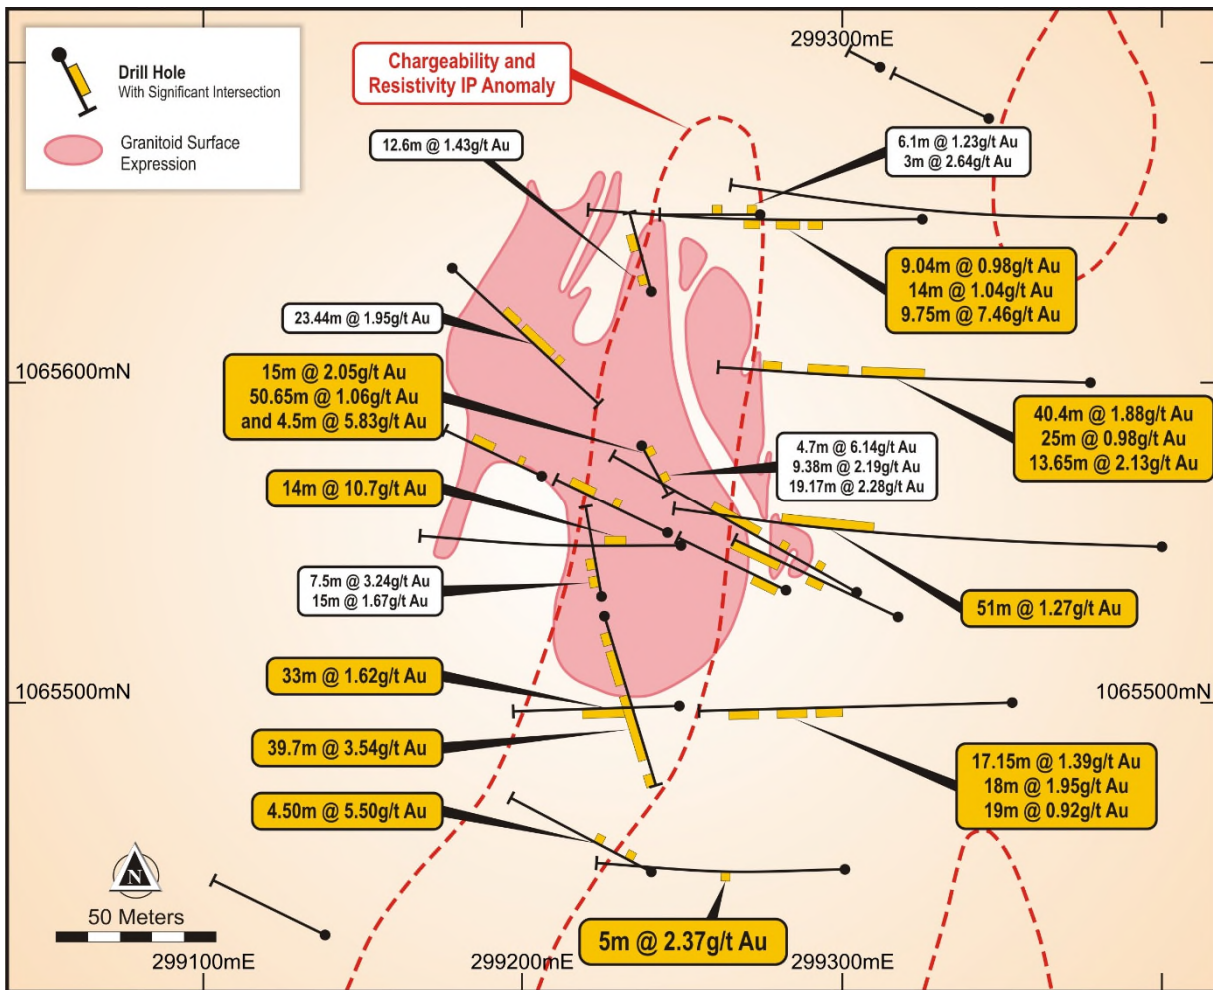 299300mE
Drill Hole
With Significant Intersection
Granitoid Surface
Expression
Chargeability and
Resistivity IP Anomaly
12.6m @ 1.43g/t Au
6.1m @ 1.23g/t Au
3m @ 2.64g/t Au
9.04m @ 0.98g/t Au
14m @ 1.04g/t Au
9.75m @ 7.46g/t Au
23.44m @ 1.95g/t Au
1065600mN
15m @ 2.05g/t Au
50.65m @ 1.06g/t Au
and 4.5m @ 5.83g/t Au
40.4m @ 1.88g/t Au
25m @ 0.98g/t Au
13.65m @ 2.13g/t Au
4.7m @ 6.14g/t Au
9.38m @ 2.19g/t Au
19.17m @ 2.28g/t Au
14m @ 10.7g/t Au
7.5m @ 3.24g/t Au
15m @ 1.67g/t Au
51m @ 1.27g/t Au
33m @ 1.62g/t Au
1065500mN
1065500mN
39.7m @ 3.54g/t Au
17.15m @ 1.39g/t Au
18m @ 1.95g/t Au
19m @ 0.92g/t Au
4.50m @ 5.50g/t Au
N
50 Meters
5m @ 2.37g/t Au
299100mE
299200mE
299300mE